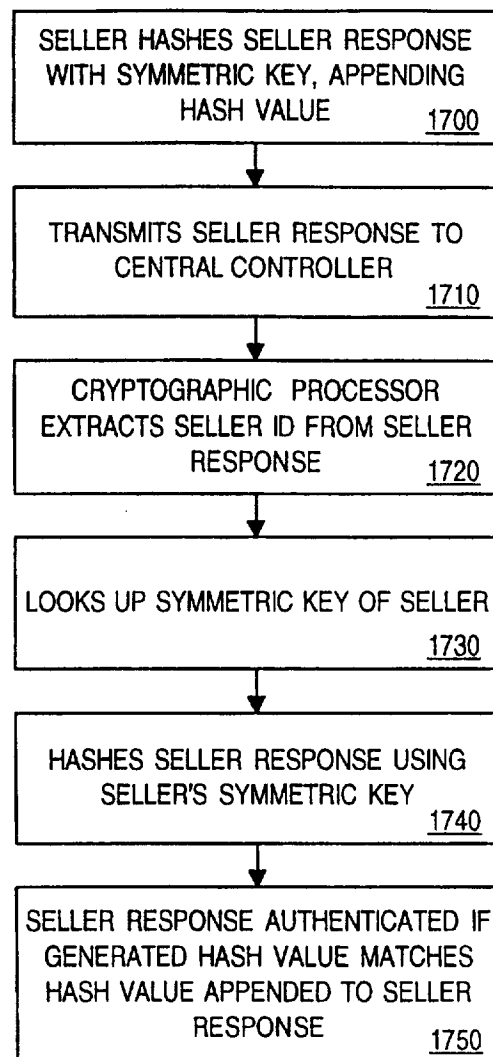 SELLER HASHES SELLER RESPONSE
WITH SYMMETRIC KEY, APPENDING
HASH VALUE
1700
TRANSMITS SELLER RESPONSE TO
CENTRAL CONTROLLER
1710
CRYPTOGRAPHIC PROCESSOR
EXTRACTS SELLER ID FROM SELLER
RESPONSE
1720
LOOKS UP SYMMETRIC KEY OF SELLER
1730
HASHES SELLER RESPONSE USING
SELLER'S SYMMETRIC KEY
1740
SELLER RESPONSE AUTHENTICATED IF
GENERATED HASH VALUE MATCHES
HASH VALUE APPENDED TO SELLER
RESPONSE
1750